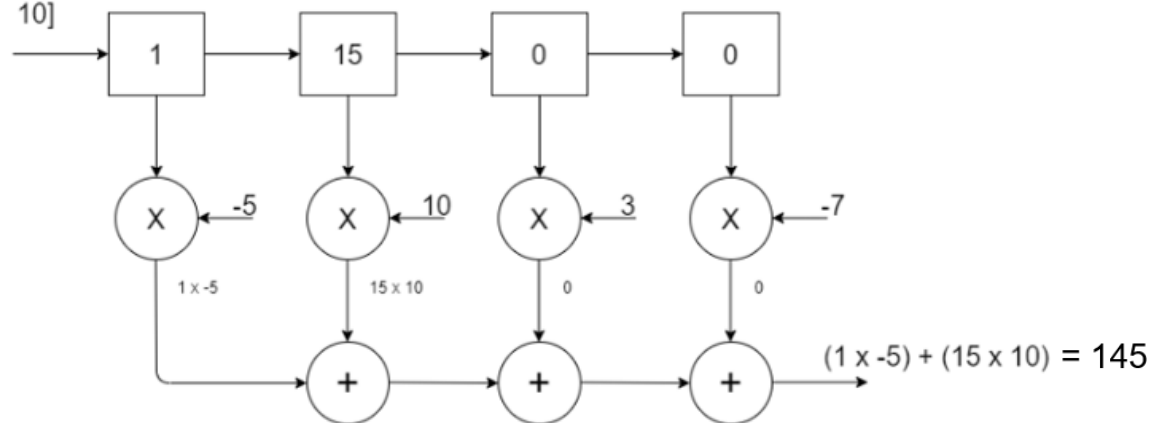 10]
1 15 0 0
X -5 X 10 X 3 X -7
1 x -5 15 x 10 0 0
(1 x -5) + (15 x 10) = 145
+ + +